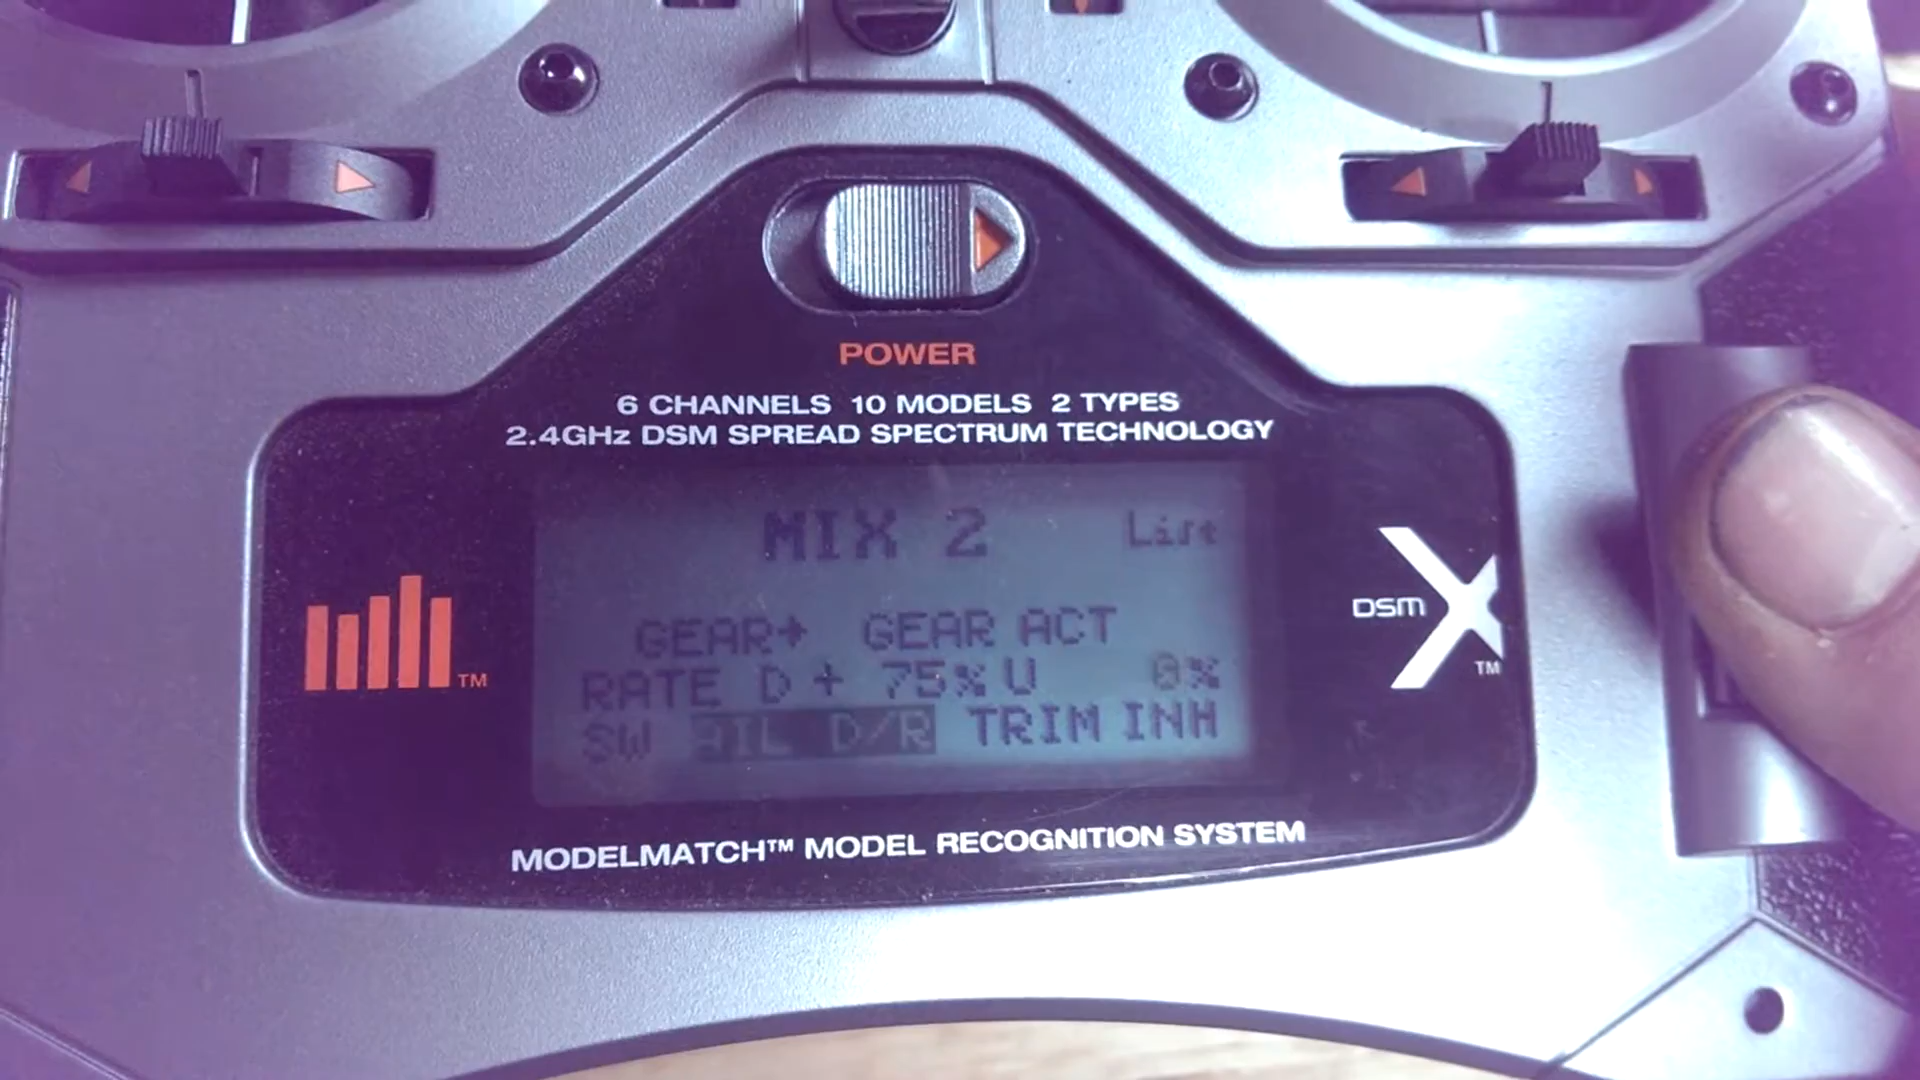 POWER
6 CHANNELS 10 MODELS 2 TYPES
2.4GHz DSM SPREAD SPECTRUM TECHNOLOGY
MIX 2 List
GEAR→ GEAR ACT
RATE D + 75% U 0%
SW D/R TRIM INH
TM
DSM X TM
MODELMATCH™ MODEL RECOGNITION SYSTEM